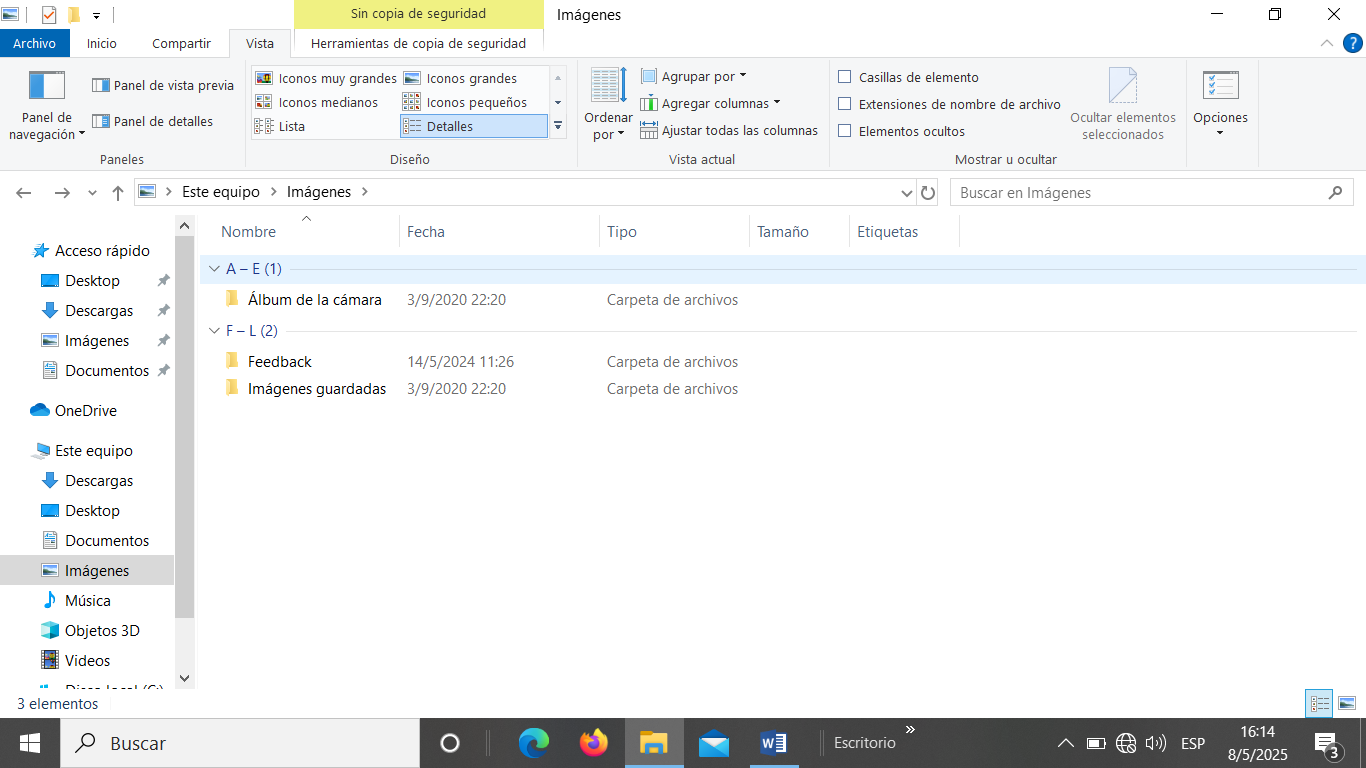 Sin copia de seguridad
Imágenes
Archivo
Inicio
Compartir
Vista
Herramientas de copia de seguridad
Panel de navegación
Panel de vista previa
Panel de detalles
Paneles
Iconos muy grandes
Iconos grandes
Iconos medianos
Iconos pequeños
Lista
Detalles
Diseño
Ordenar por
Agrupar por
Agregar columnas
Ajustar todas las columnas
Vista actual
Casillas de elemento
Extensiones de nombre de archivo
Elementos ocultos
Ocultar elementos seleccionados
Mostrar u ocultar
Opciones
Este equipo > Imágenes >
Buscar en Imágenes
Nombre Fecha Tipo Tamaño Etiquetas
A – E (1)
Álbum de la cámara 3/9/2020 22:20 Carpeta de archivos
F – L (2)
Feedback 14/5/2024 11:26 Carpeta de archivos
Imágenes guardadas 3/9/2020 22:20 Carpeta de archivos
Acceso rápido
Desktop
Descargas
Imágenes
Documentos
OneDrive
Este equipo
Descargas
Desktop
Documentos
Imágenes
Música
Objetos 3D
Videos
Disco local (C:)
3 elementos
Buscar
Escritorio
ESP
16:14
8/5/2025
3